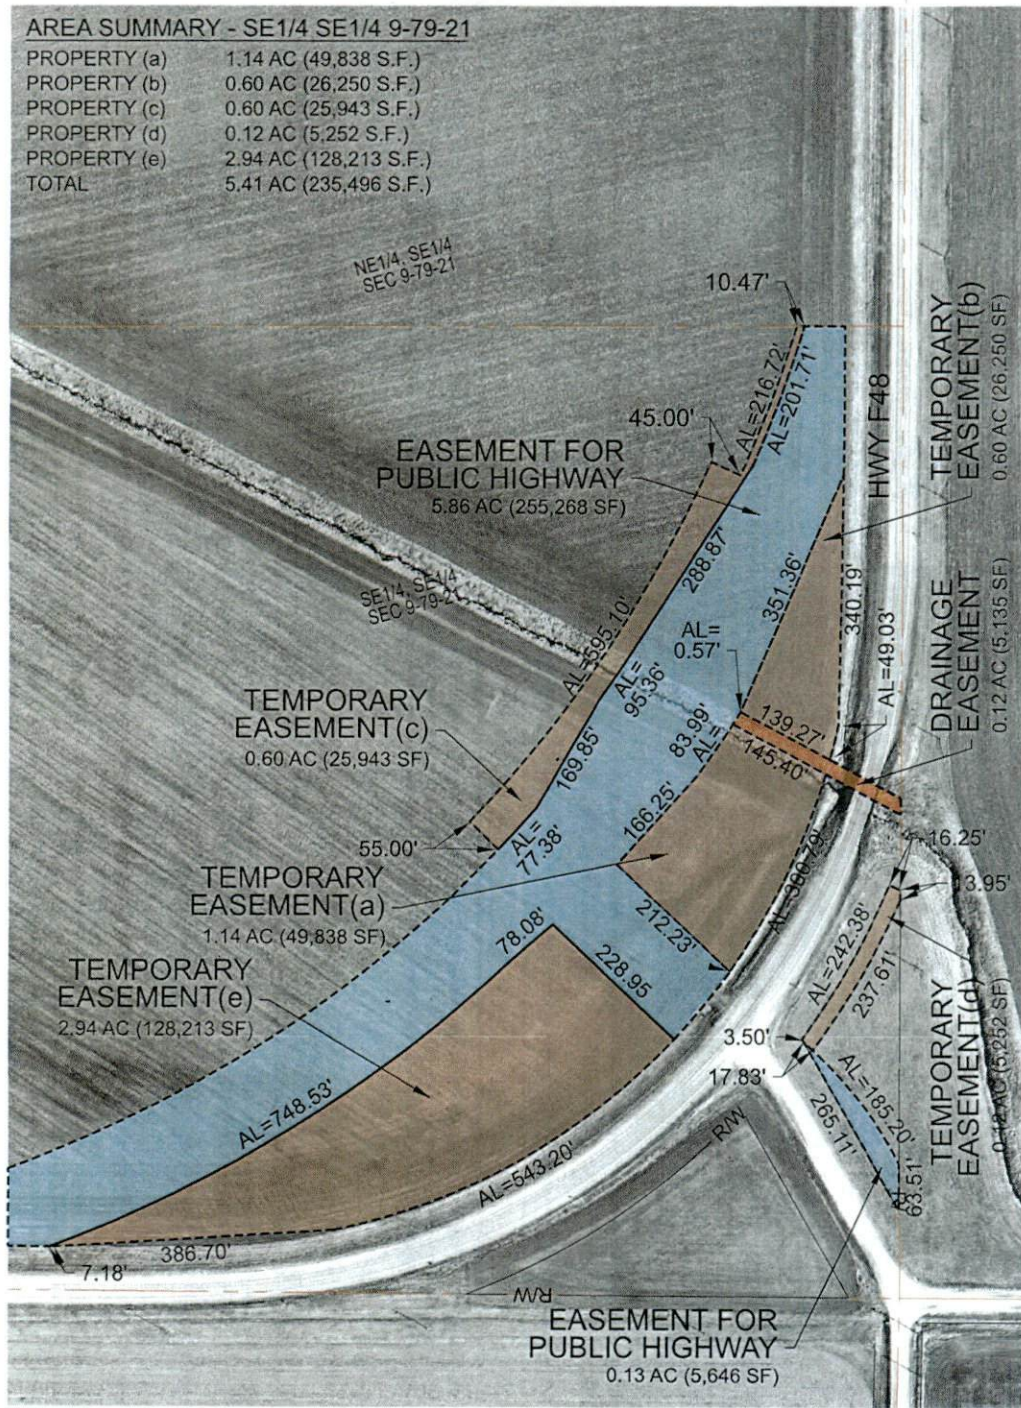 AREA SUMMARY - SE1/4 SE1/4 9-79-21
PROPERTY (a) 1.14 AC (49,838 S.F.)
PROPERTY (b) 0.60 AC (26,250 S.F.)
PROPERTY (c) 0.60 AC (25,943 S.F.)
PROPERTY (d) 0.12 AC (5,252 S.F.)
PROPERTY (e) 2.94 AC (128,213 S.F.)
TOTAL 5.41 AC (235,496 S.F.)
NE1/4, SE1/4
SEC 9-79-21
10.47'
AL=216.72'
AL=201.71'
45.00'
EASEMENT FOR
PUBLIC HIGHWAY
5.86 AC (255,268 SF)
HWY F48
TEMPORARY
EASEMENT(b)
0.60 AC (26,250 SF)
288.87'
351.36'
340.19'
SE1/4, SE1/4
SEC 9-79-21
AL=595.10'
AL=
0.57'
AL=49.03'
DRAINAGE
EASEMENT
0.12 AC (5,135 SF)
AL=
95.36'
TEMPORARY
EASEMENT(c)
0.60 AC (25,943 SF)
169.85'
AL=
83.99'
139.27'
145.40'
166.25'
55.00'
AL=
77.38'
16.25'
13.95'
TEMPORARY
EASEMENT(a)
1.14 AC (49,838 SF)
212.23'
AL=242.38'
237.61'
78.08'
228.95
TEMPORARY
EASEMENT(e)
2.94 AC (128,213 SF)
TEMPORARY
EASEMENT(d)
0.12 AC (5,252 SF)
3.50'
17.83'
AL=185.20'
265.11'
63.51'
AL=748.53'
AL=543.20'
R/W
386.70'
7.18'
R/W
EASEMENT FOR
PUBLIC HIGHWAY
0.13 AC (5,646 SF)